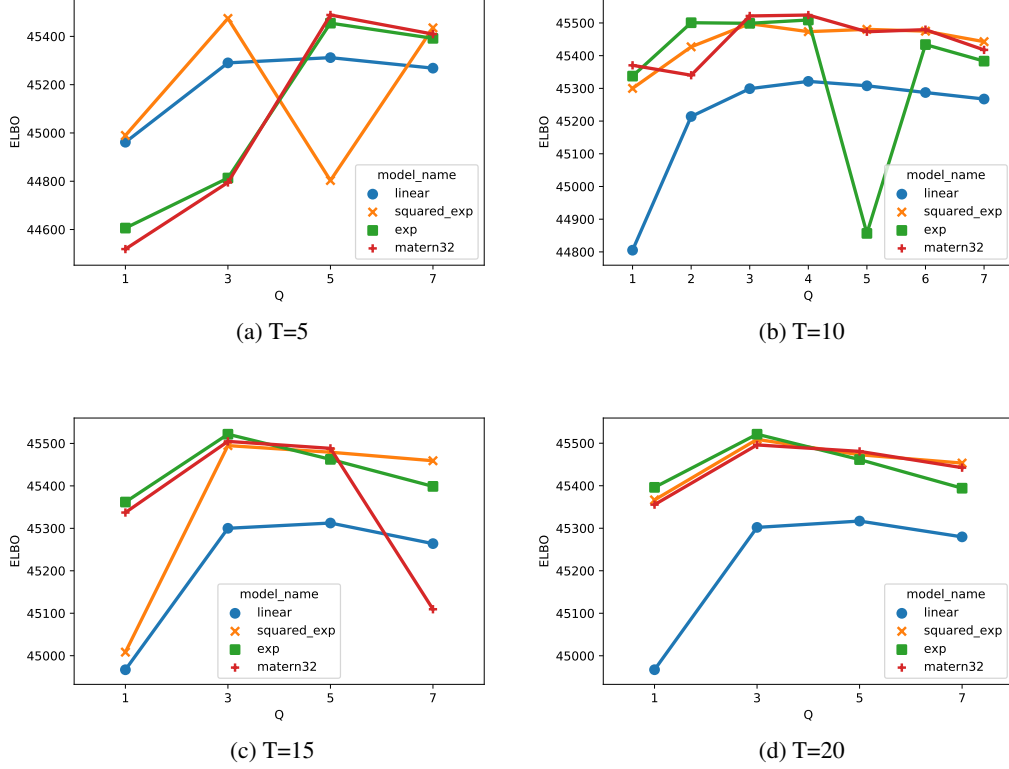 45400
45200
45000
44800
44600
ELBO
1
3
5
7
Q
model_name
linear
squared_exp
exp
matern32
(a) T=5
45500
45400
45300
45200
45100
45000
44900
44800
ELBO
1
2
3
4
5
6
7
Q
model_name
linear
squared_exp
exp
matern32
(b) T=10
45500
45400
45300
45200
45100
45000
ELBO
1
3
5
7
Q
model_name
linear
squared_exp
exp
matern32
(c) T=15
45500
45400
45300
45200
45100
45000
ELBO
1
3
5
7
Q
model_name
linear
squared_exp
exp
matern32
(d) T=20